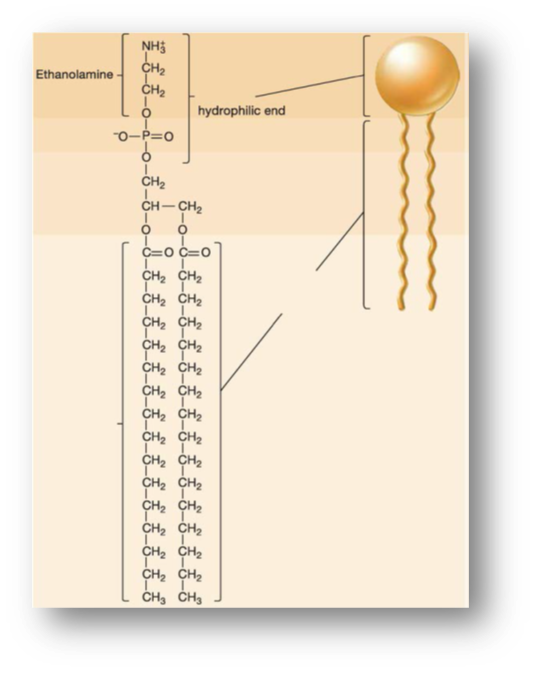 NH₃⁺
Ethanolamine
CH₂
CH₂
O
hydrophilic end
⁻O—P=O
O
CH₂
CH—CH₂
O O
C=O C=O
CH₂ CH₂
CH₂ CH₂
CH₂ CH₂
CH₂ CH₂
CH₂ CH₂
CH₂ CH₂
CH₂ CH₂
CH₂ CH₂
CH₂ CH₂
CH₂ CH₂
CH₂ CH₂
CH₂ CH₂
CH₂ CH₂
CH₂ CH₂
CH₃ CH₃